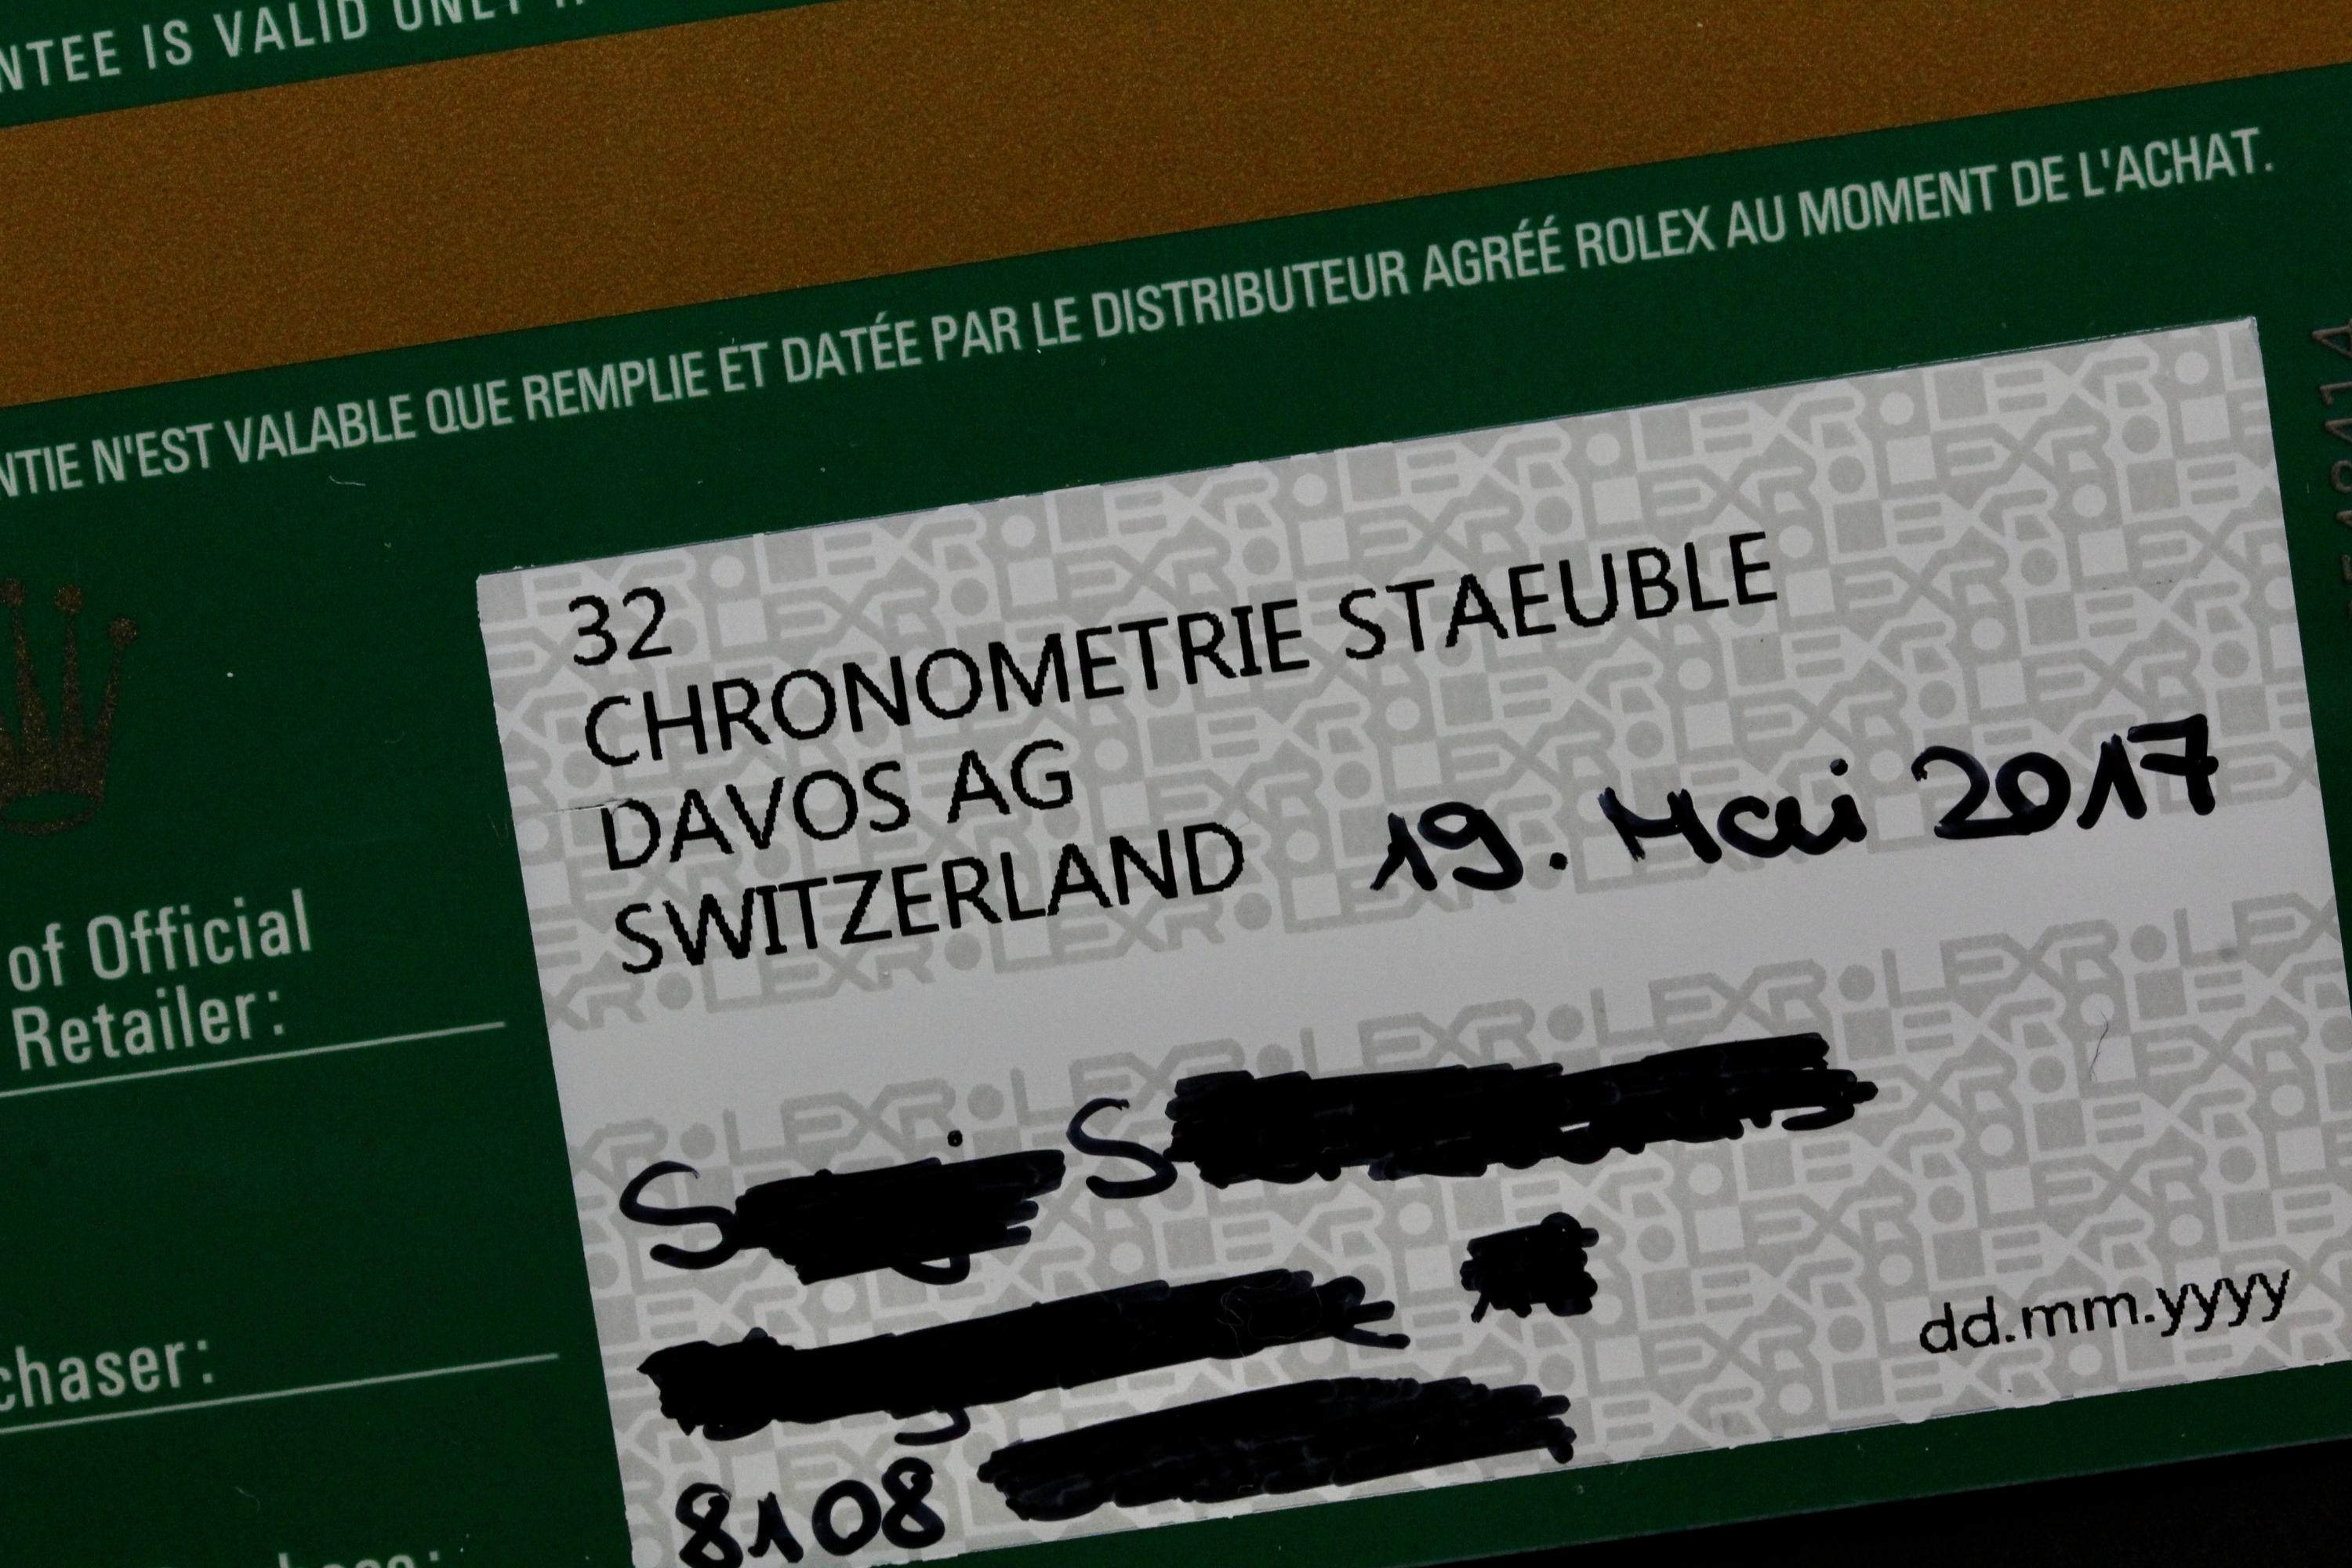 NTEE IS VALID ONLY
NTIE N'EST VALABLE QUE REMPLIE ET DATÉE PAR LE DISTRIBUTEUR AGRÉÉ ROLEX AU MOMENT DE L'ACHAT.
32
CHRONOMETRIE STAEUBLE
DAVOS AG
SWITZERLAND 19. Mai 2017
of Official
Retailer:
S S
chaser:
dd.mm.yyyy
8108